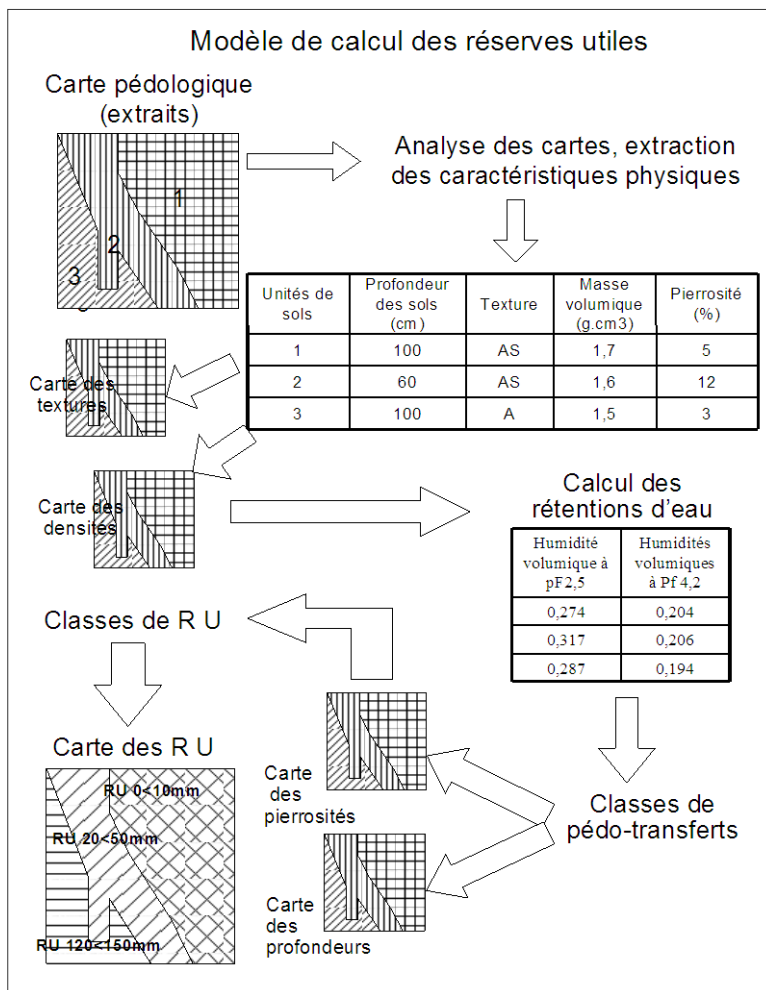 Modèle de calcul des réserves utiles
Carte pédologique
(extraits)
1
2
3
Analyse des cartes, extraction
des caractéristiques physiques
Unités de
sols
Profondeur
des sols
(cm)
Texture
Masse
volumique
(g.cm3)
Pierrosité
(%)
1 100 AS 1,7 5
2 60 AS 1,6 12
3 100 A 1,5 3
Carte des
textures
Carte des
densités
Calcul des
rétentions d'eau
Humidité
volumique à
pF2,5
Humidités
volumiques
à Pf 4,2
0,274 0,204
0,317 0,206
0,287 0,194
Classes de R U
Carte des R U
RU 0<10mm
RU 20<50mm
RU 120<150mm
Carte
des
pierrosités
Carte
des
profondeurs
Classes de
pédo-transferts